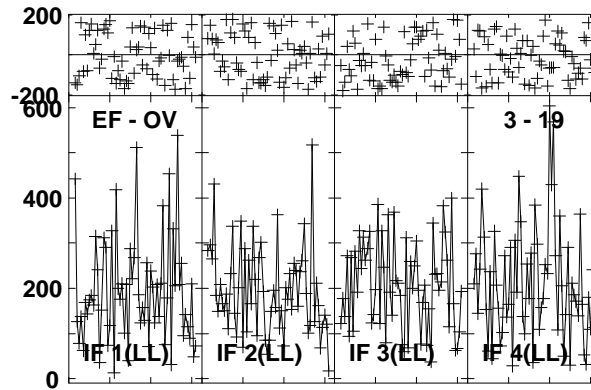 200
-200
600
EF - OV
3 - 19
400
200
0
IF 1(LL)
IF 2(LL)
IF 3(LL)
IF 4(LL)